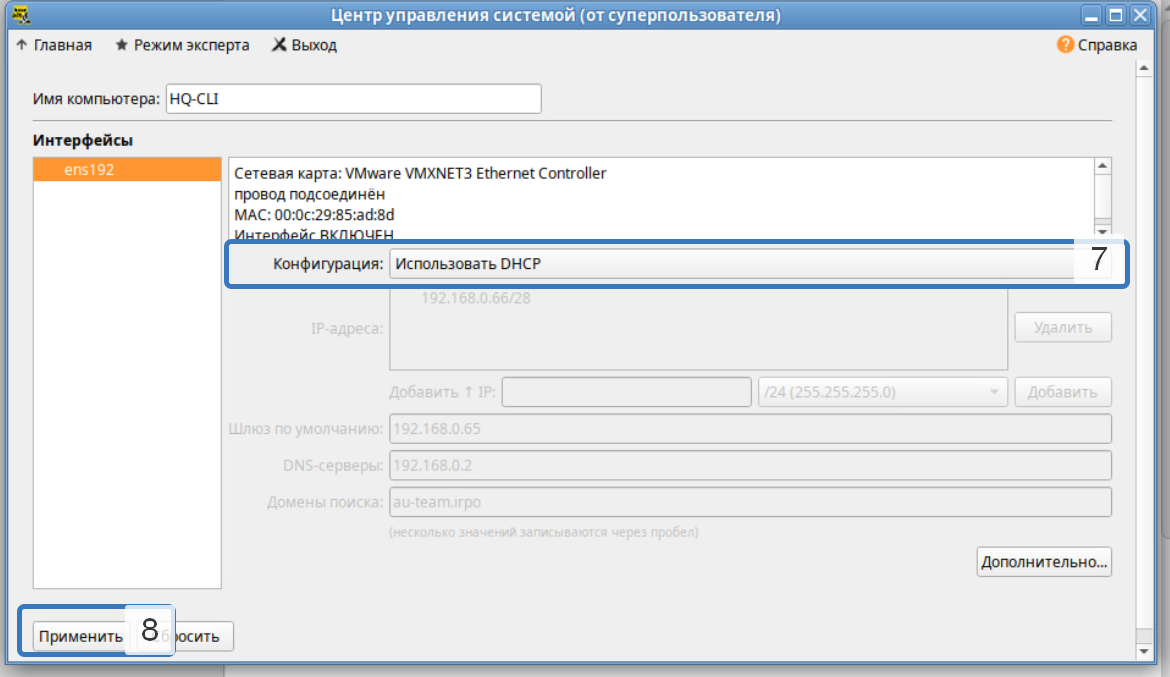 Центр управления системой (от суперпользователя)
Главная Режим эксперта Выход Справка
Имя компьютера: HQ-CLI
Интерфейсы
ens192
Сетевая карта: VMware VMXNET3 Ethernet Controller
провод подсоединён
MAC: 00:0c:29:85:ad:8d
Интерфейс ВКЛЮЧЕН
Конфигурация: Использовать DHCP 7
192.168.0.66/28
IP-адреса: Удалить
Добавить ↑ IP: /24 (255.255.255.0) Добавить
Шлюз по умолчанию: 192.168.0.65
DNS-серверы: 192.168.0.2
Домены поиска: au-team.irpo
(несколько значений записываются через пробел)
Дополнительно...
Применить 8 Сбросить